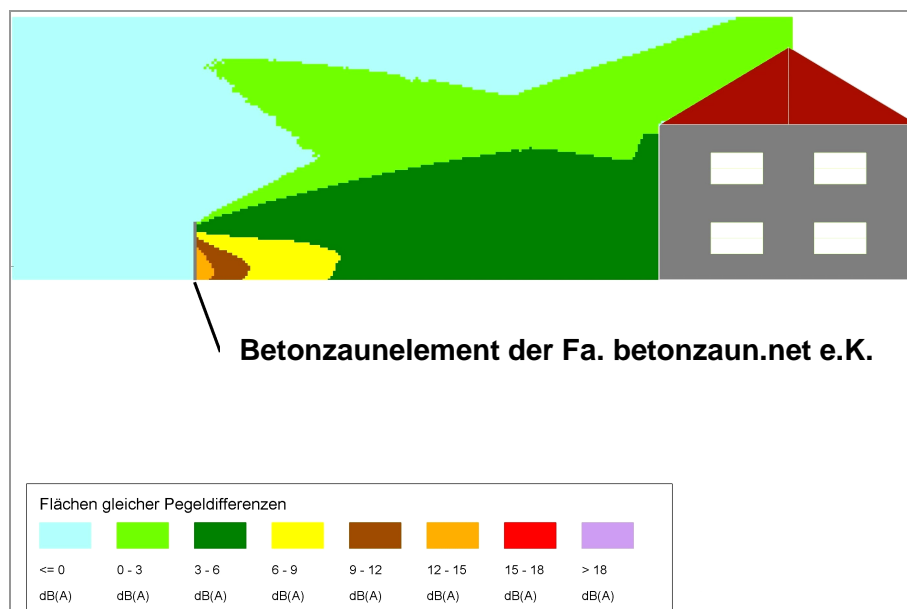 Betonzaunelement der Fa. betonzaun.net e.K.
Flächen gleicher Pegeldifferenzen
<= 0 0 - 3 3 - 6 6 - 9 9 - 12 12 - 15 15 - 18 > 18
dB(A) dB(A) dB(A) dB(A) dB(A) dB(A) dB(A) dB(A)